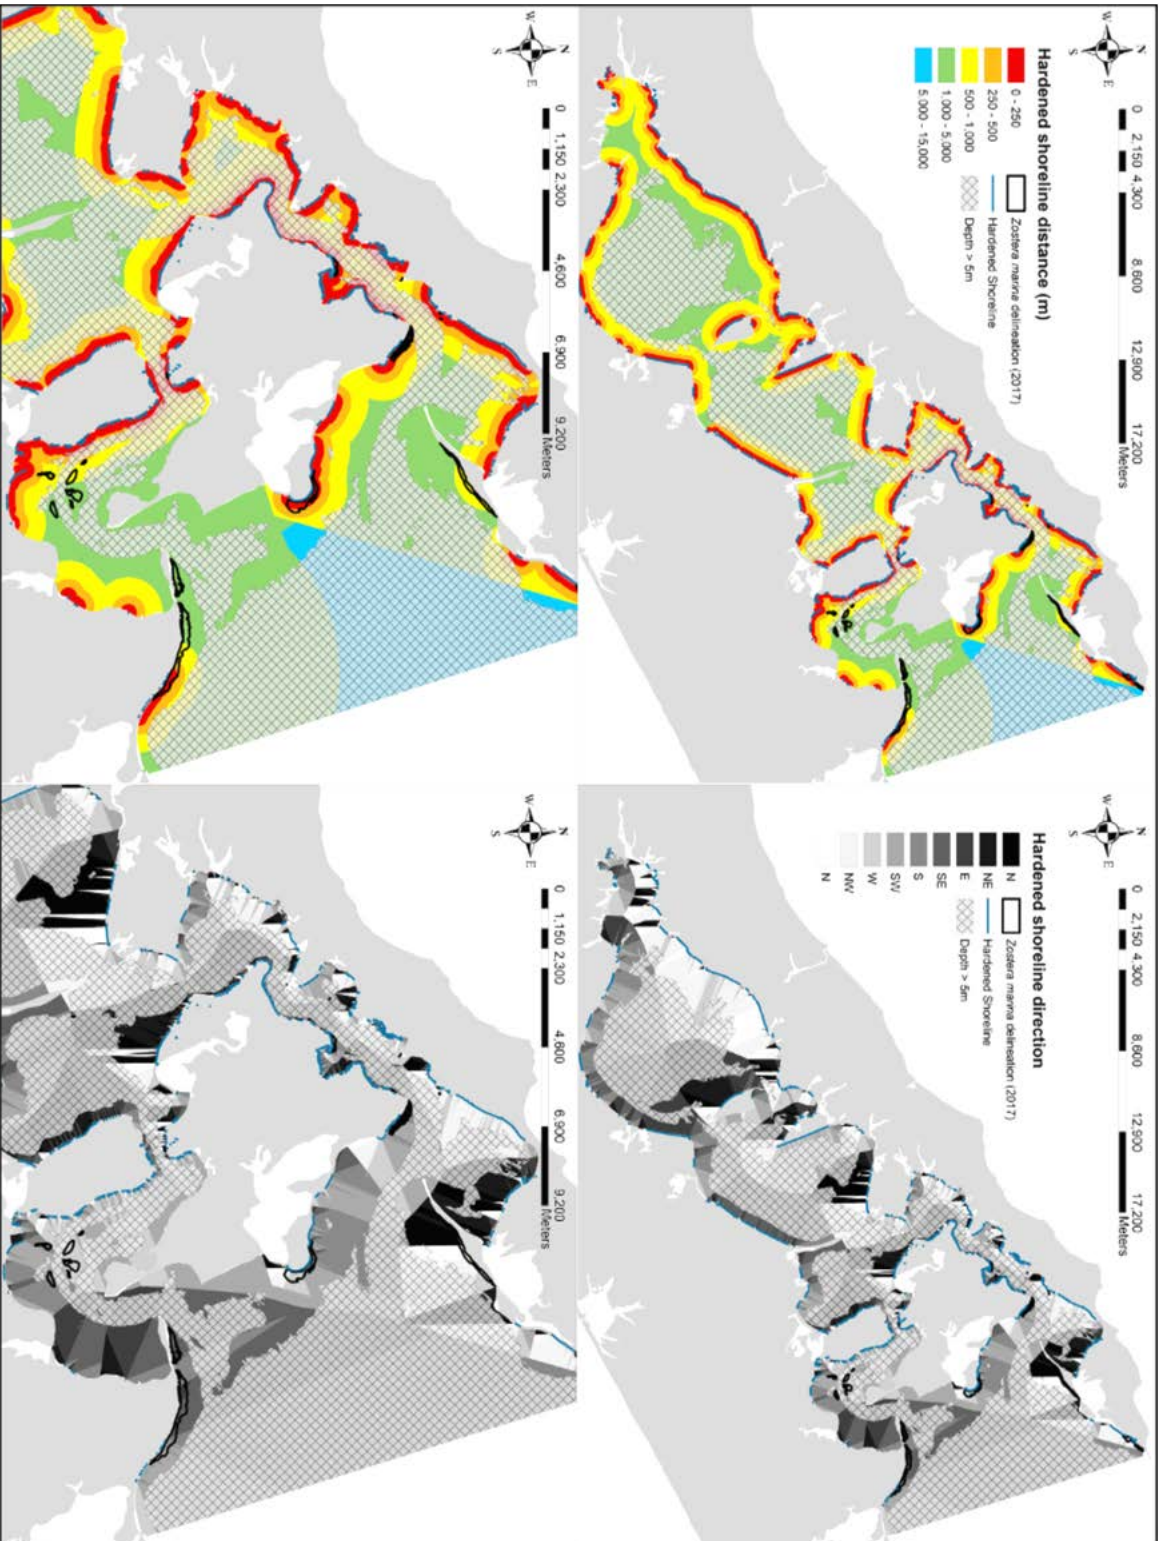 N
W E
S
0 2,150 4,300 8,600 12,900 17,200
Meters
Hardened shoreline distance (m)
0 - 250
250 - 500
500 - 1,000
1,000 - 5,000
5,000 - 15,000
Zostera marina delineation (2017)
Hardened Shoreline
Depth > 5m
N
W E
S
0 2,150 4,300 8,600 12,900 17,200
Meters
Hardened shoreline direction
N
NE
E
SE
S
SW
W
NW
N
Zostera marina delineation (2017)
Hardened Shoreline
Depth > 5m
N
W E
S
0 1,150 2,300 4,600 6,900 9,200
Meters
N
W E
S
0 1,150 2,300 4,600 6,900 9,200
Meters